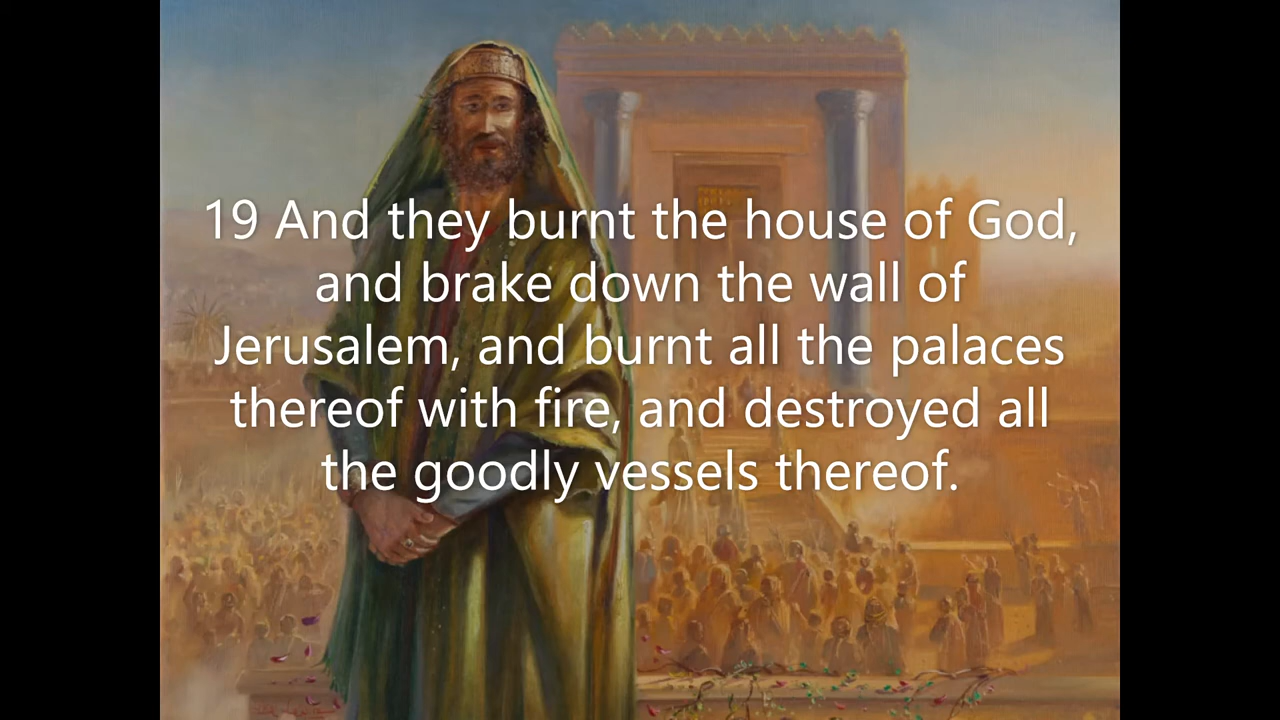 19 And they burnt the house of God,
and brake down the wall of
Jerusalem, and burnt all the palaces
thereof with fire, and destroyed all
the goodly vessels thereof.